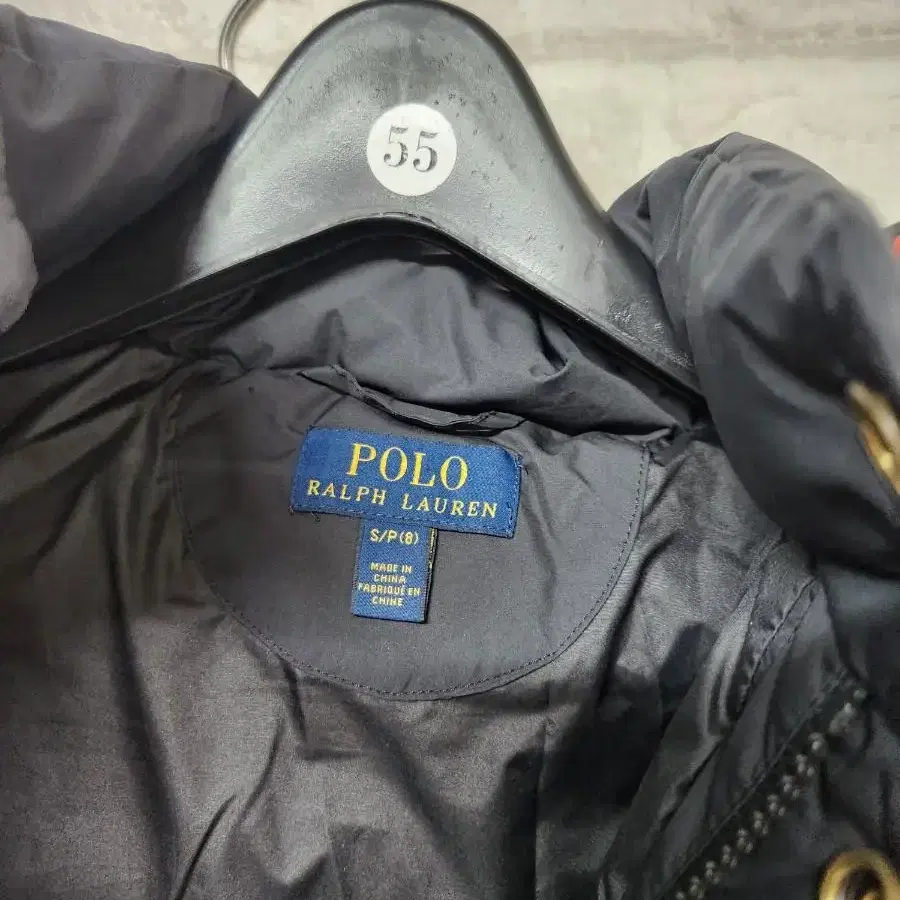 55
POLO
RALPH LAUREN
S/P(8)
MADE IN
CHINA
FABRIQUÉ EN
CHINE